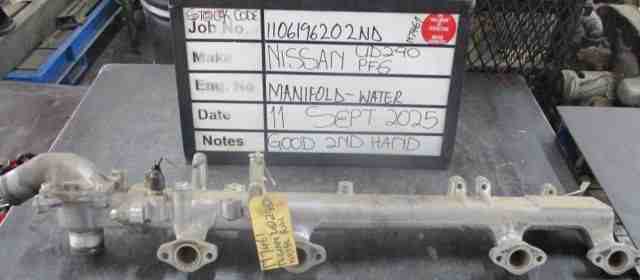 STOCK CODE
Job No. 1106196202ND
Make NISSAN UD240 PF6
Eng. No MANIFOLD-WATER
Date 11 SEPT 2025
Notes GOOD 2ND HAND